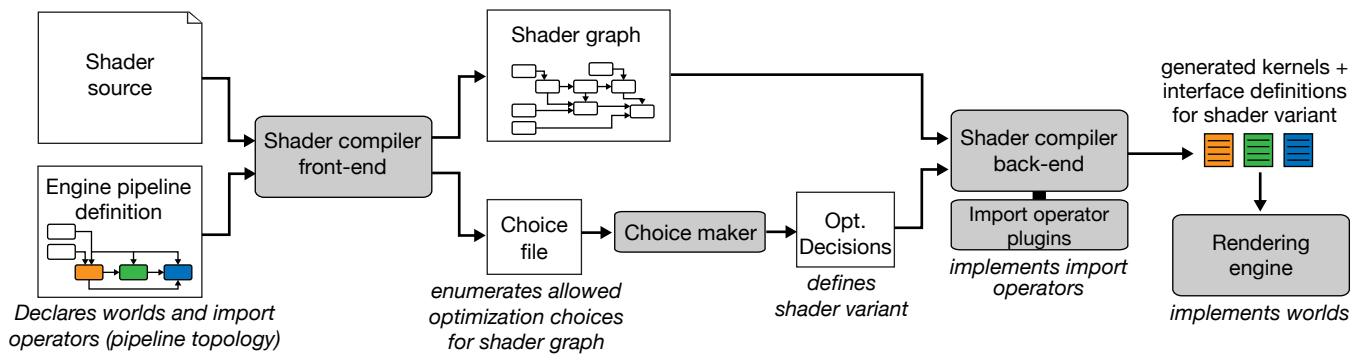 Shader
source
Engine pipeline
definition
Declares worlds and import
operators (pipeline topology)
Shader compiler
front-end
Shader graph
Choice
file
enumerates allowed
optimization choices
for shader graph
Choice maker
Opt.
Decisions
defines
shader variant
Shader compiler
back-end
Import operator
plugins
implements import
operators
generated kernels +
interface definitions
for shader variant
Rendering
engine
implements worlds